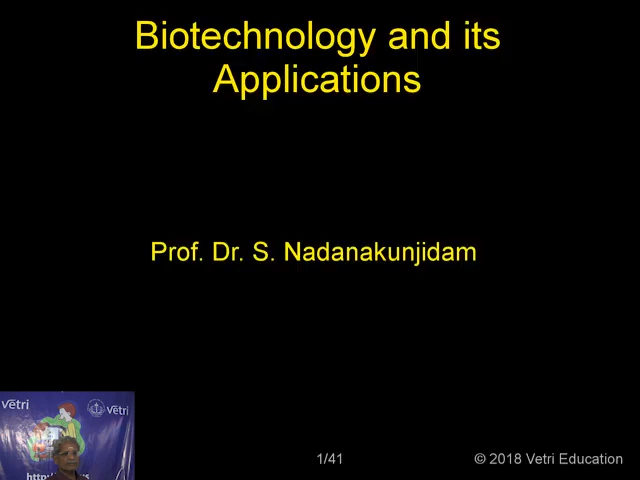 Biotechnology and its
Applications
Prof. Dr. S. Nadanakunjidam
vetri
vetri
1/41
© 2018 Vetri Education